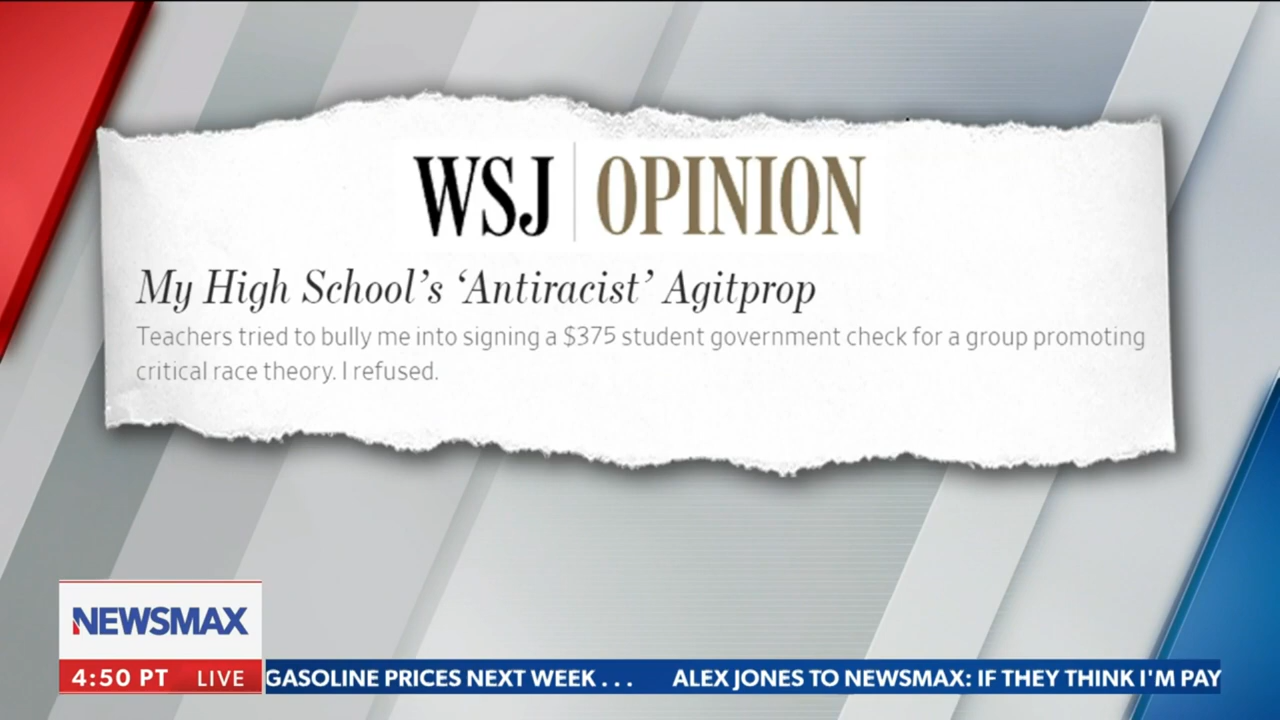 WSJ OPINION
My High School's ‘Antiracist’ Agitprop
Teachers tried to bully me into signing a $375 student government check for a group promoting
critical race theory. I refused.
NEWSMAX
4:50 PT LIVE GASOLINE PRICES NEXT WEEK . . . ALEX JONES TO NEWSMAX: IF THEY THINK I'M PAY